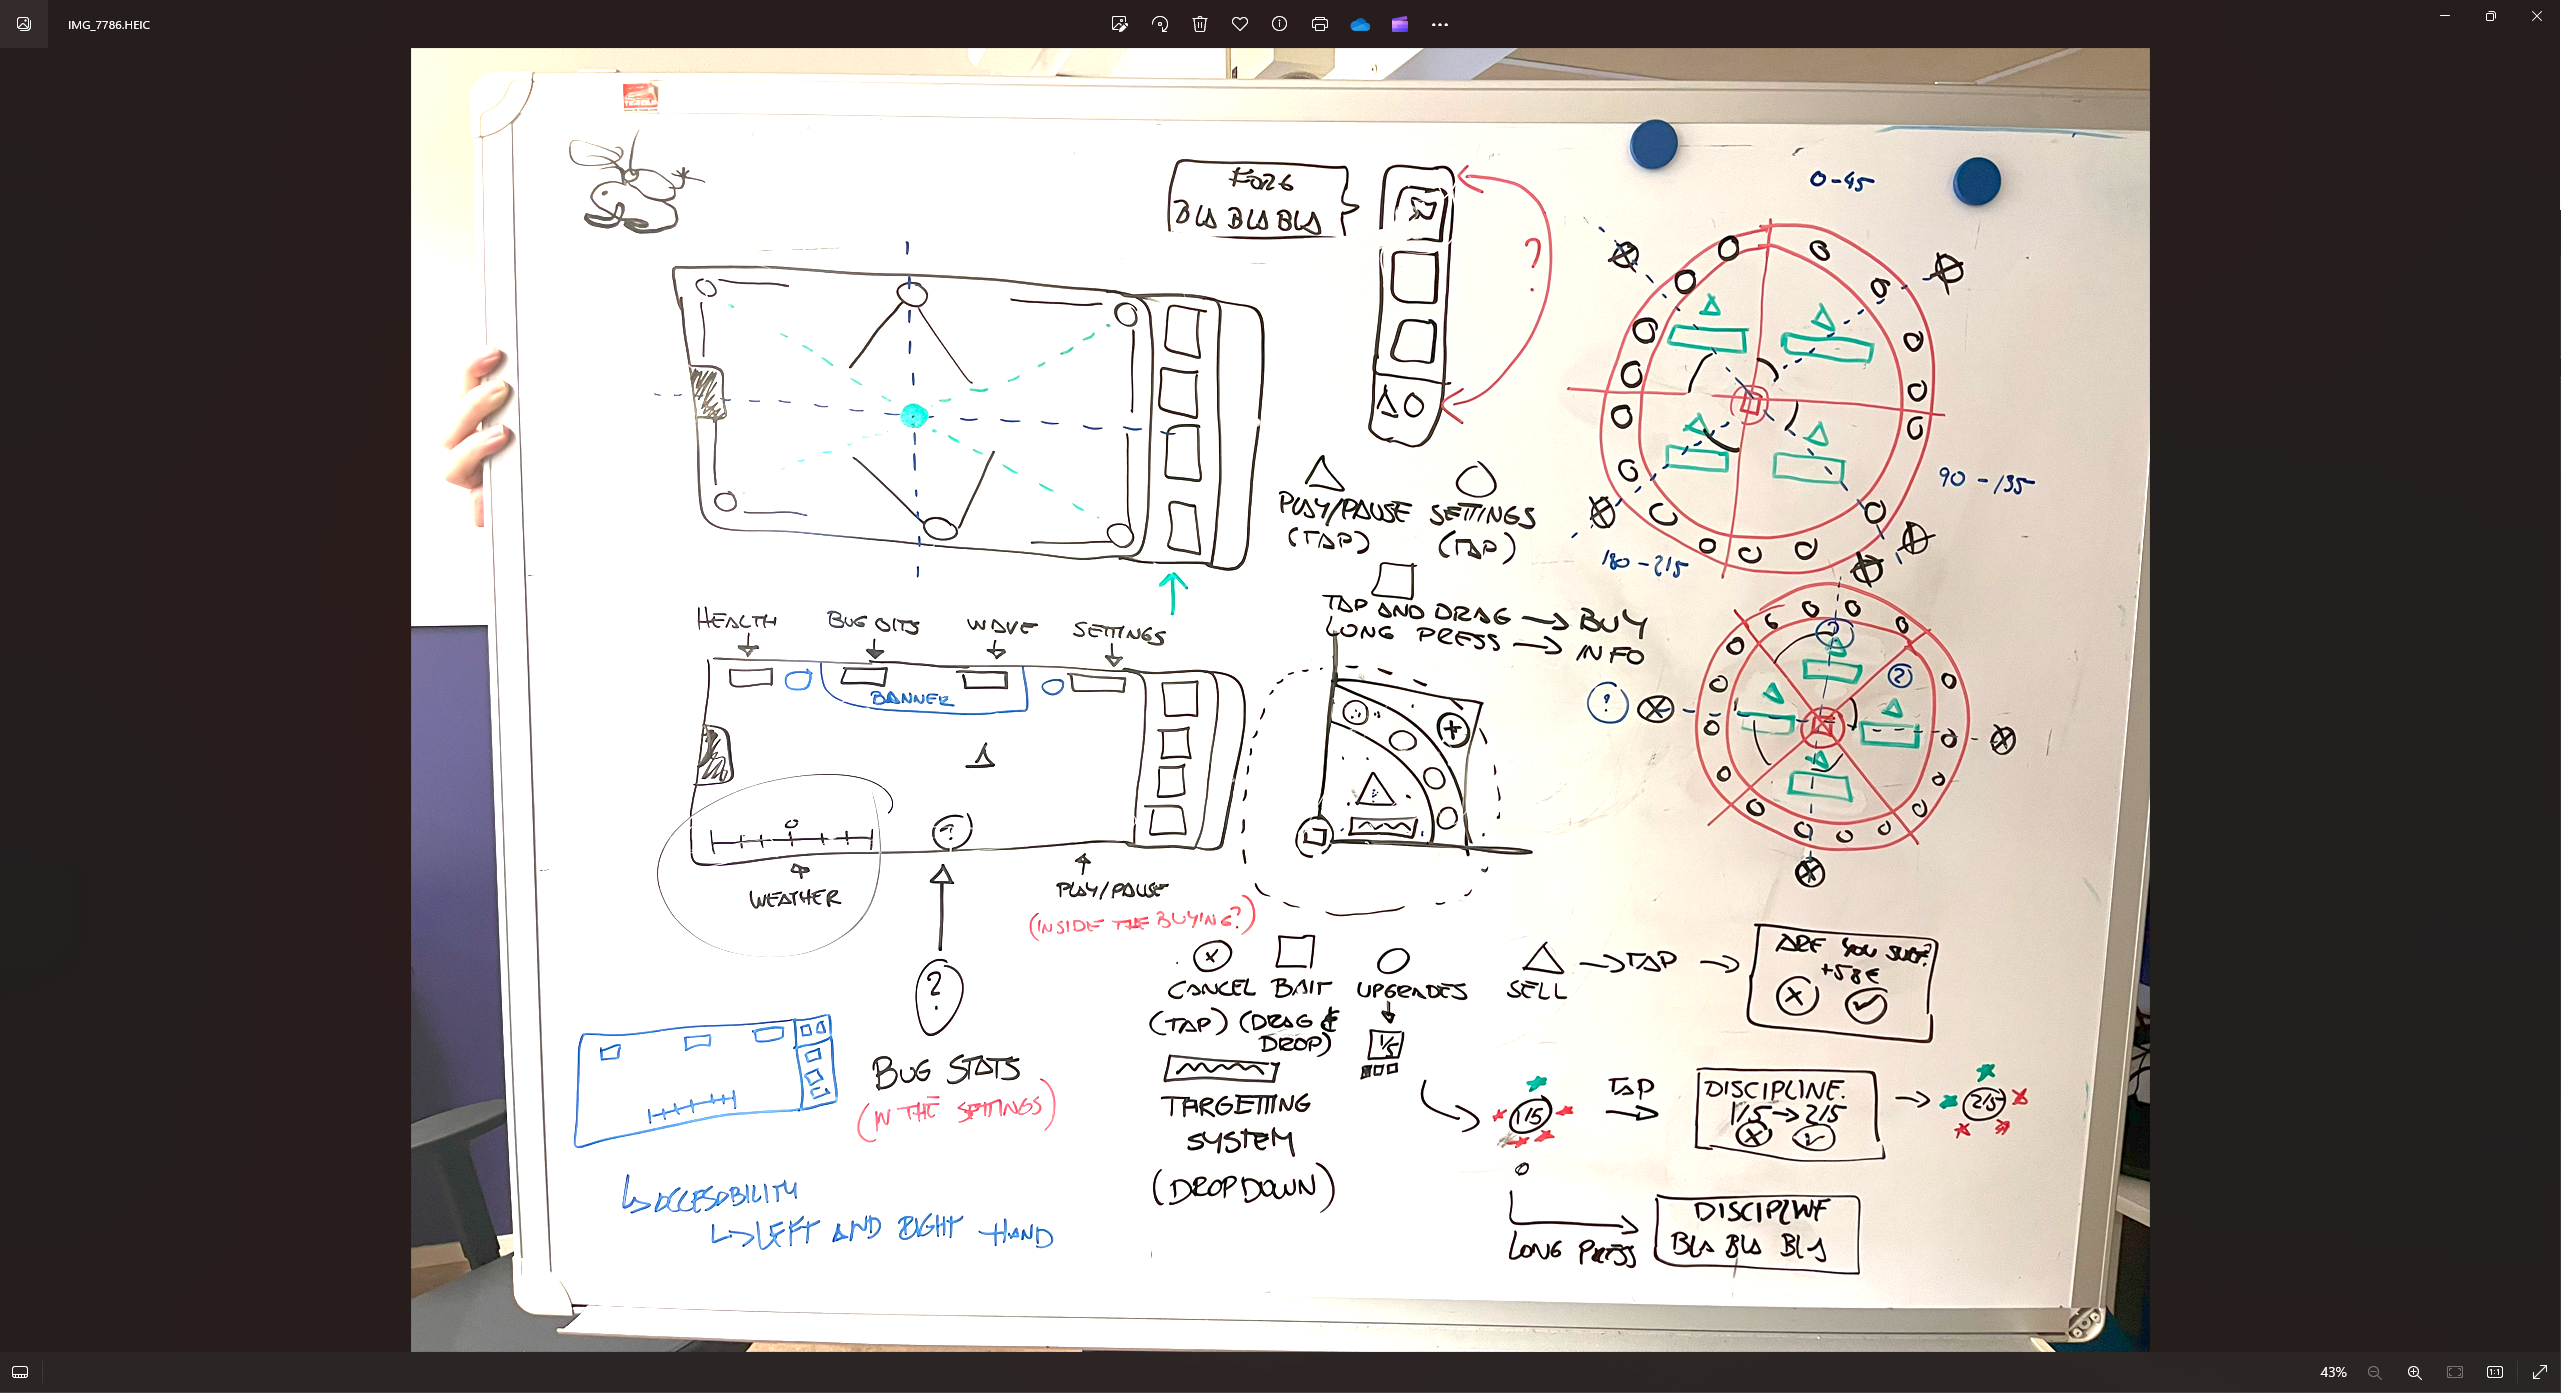 IMG_7786.HEIC
BLA BLA BLA
0-45
?
PLAY/PAUSE
(TAP)
SETTINGS
(TAP)
90-135
180-215
TAP AND DRAG → BUY
LONG PRESS → INFO
HEALTH
BUG BITS
WAVE
SETTINGS
BANNER
?
?
2
WEATHER
PLAY/PAUSE
(INSIDE THE BUYING?)
?
BUG STATS
(IN THE SETTINGS)
CANCEL
(TAP)
BAIT
(DRAG &
DROP)
UPGRADES
1/5
SELL
→ TAP →
ARE YOU SURE?
+58€
TARGETTING
SYSTEM
(DROPDOWN)
1/5
TAP
DISCIPLINE.
1/5 → 2/5
2/5
LONG PRESS
DISCIPLINE
BLA BLA BLA
ACCESABILITY
LEFT AND RIGHT HAND
43%
1:1